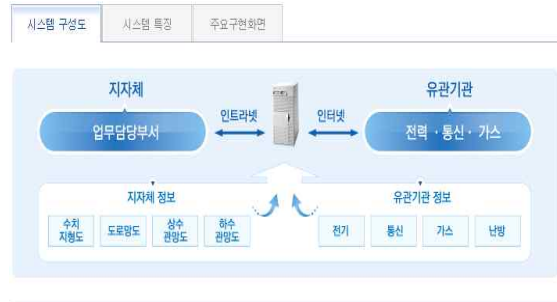 시스템 구성도
시스템 특징
주요구현화면
지자체
유관기관
업무담당부서
인트라넷
인터넷
전력 · 통신 · 가스
지자체 정보
유관기관 정보
수치
지형도
도로망도
상수
관망도
하수
관망도
전기
통신
가스
난방